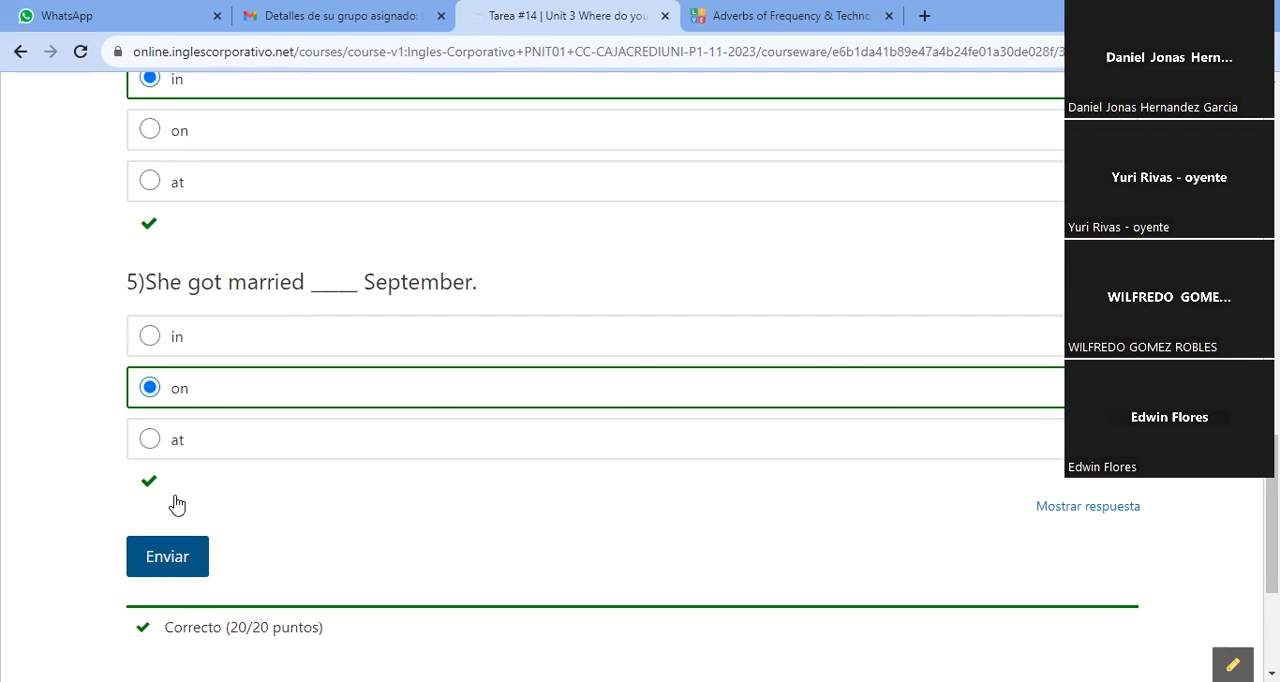 WhatsApp
Detalles de su grupo asignado:
Tarea #14 | Unit 3 Where do you
Adverbs of Frequency & Techno
online.inglescorporativo.net/courses/course-v1:Ingles-Corporativo+PNIT01+CC-CAJACREDIUNI-P1-11-2023/courseware/e6b1da41b89e47a4b24fe01a30de028f/3
in
on
at
5)She got married _____ September.
in
on
at
Mostrar respuesta
Enviar
Correcto (20/20 puntos)
Daniel Jonas Hern...
Daniel Jonas Hernandez Garcia
Yuri Rivas - oyente
Yuri Rivas - oyente
WILFREDO GOME...
WILFREDO GOMEZ ROBLES
Edwin Flores
Edwin Flores